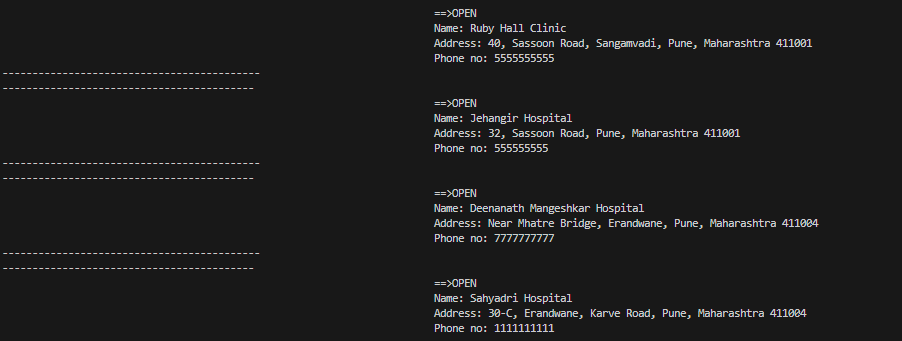 ==>OPEN
Name: Ruby Hall Clinic
Address: 40, Sassoon Road, Sangamvadi, Pune, Maharashtra 411001
Phone no: 5555555555
-------------------------------------------
------------------------------------------
==>OPEN
Name: Jehangir Hospital
Address: 32, Sassoon Road, Pune, Maharashtra 411001
Phone no: 555555555
-------------------------------------------
------------------------------------------
==>OPEN
Name: Deenanath Mangeshkar Hospital
Address: Near Mhatre Bridge, Erandwane, Pune, Maharashtra 411004
Phone no: 7777777777
-------------------------------------------
------------------------------------------
==>OPEN
Name: Sahyadri Hospital
Address: 30-C, Erandwane, Karve Road, Pune, Maharashtra 411004
Phone no: 1111111111